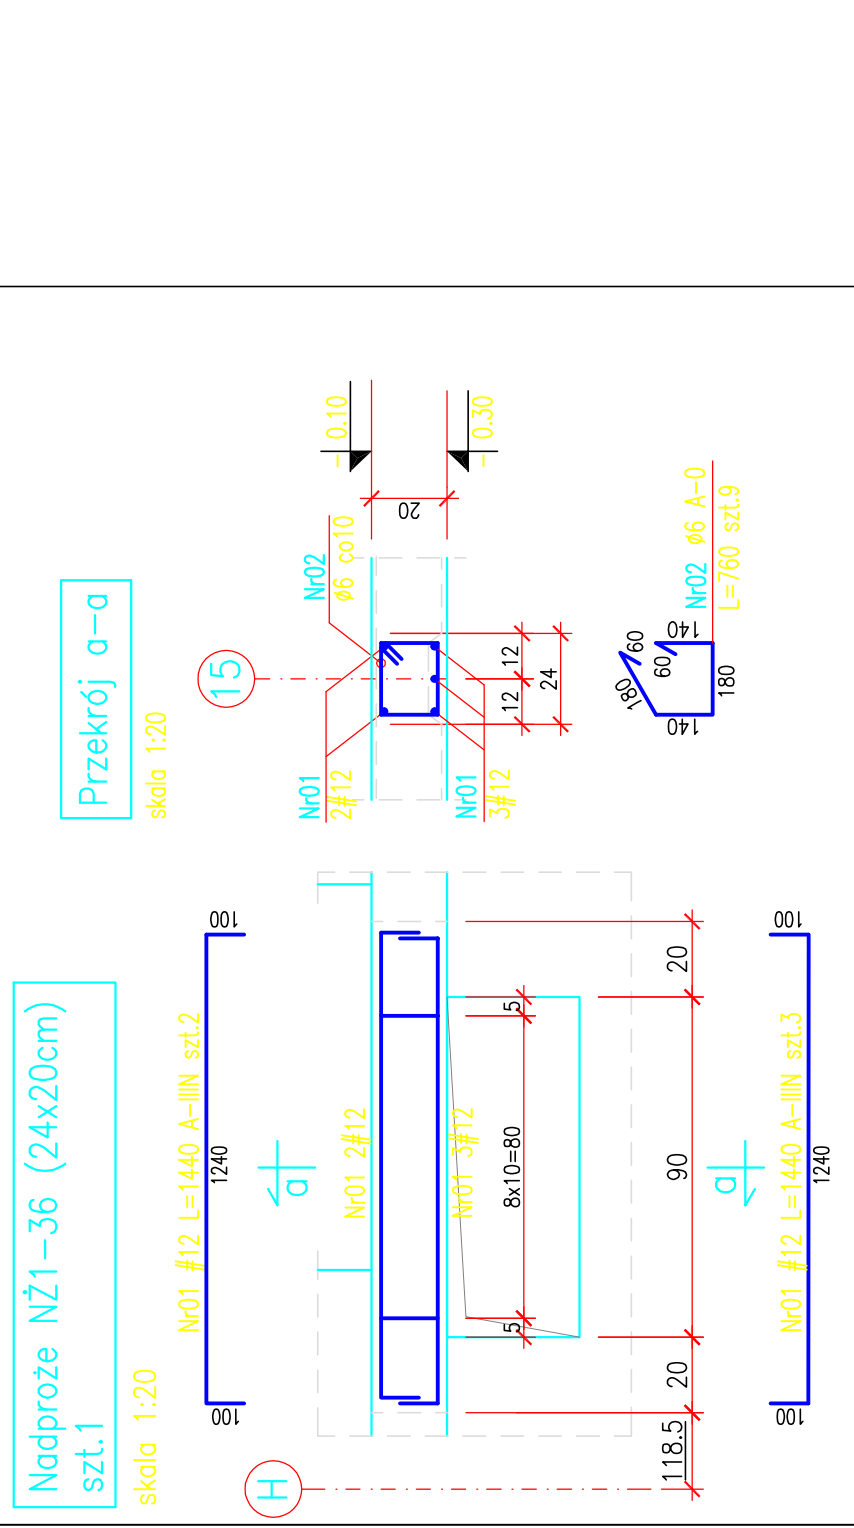 Nadproże NŻ1-36 (24x20cm)
szt.1
skala 1:20
Nr01 #12 L=1440 A-IIIN szt.2
100
1240
100
a
Nr01 2#12
Nr01 3#12
5
8x10=80
5
H
118.5
20
90
20
a
Nr01 #12 L=1440 A-IIIN szt.3
100
1240
100
Przekrój a-a
skala 1:20
15
Nr02
ø6 co10
Nr01
2#12
Nr01
3#12
- 0.10
- 0.30
20
12
12
24
180
60
60
140
140
180
Nr02 ø6 A-0
L=760 szt.9